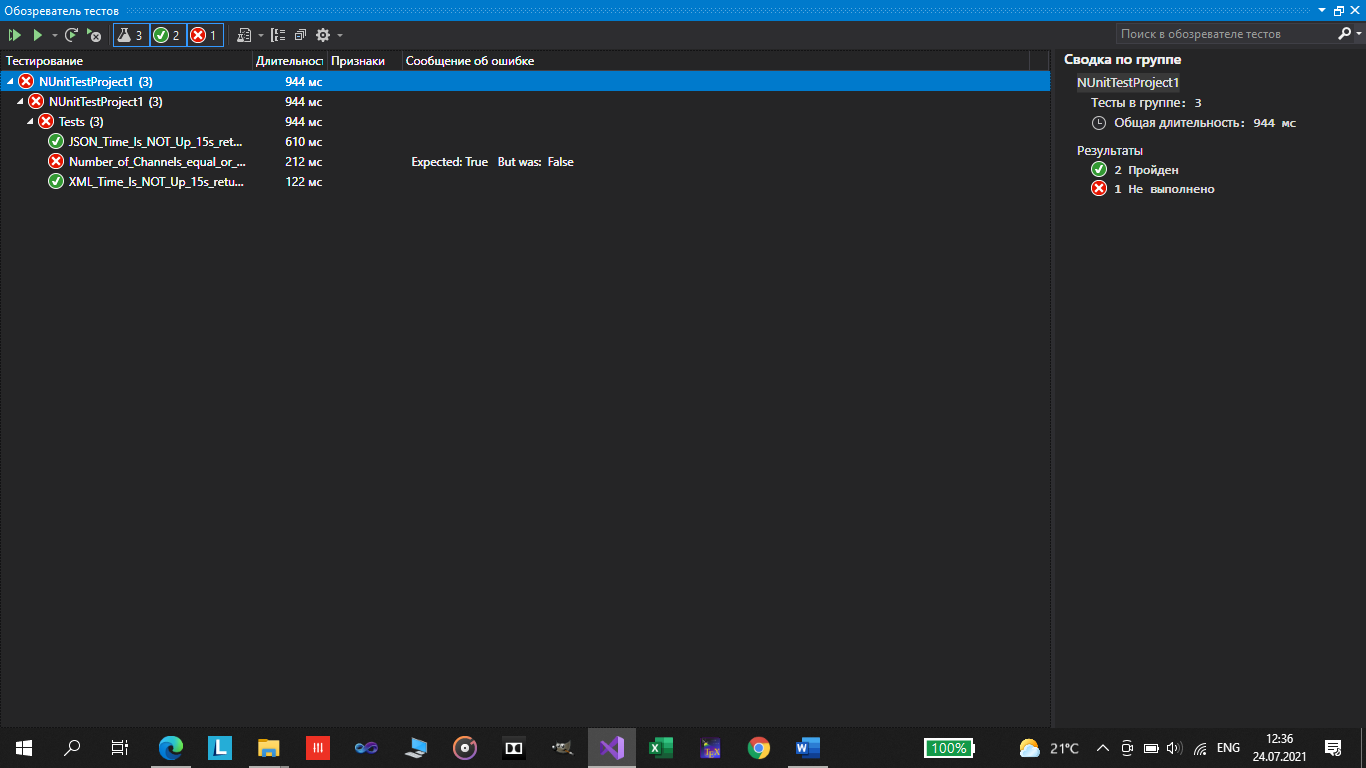 Обозреватель тестов
3 2 1
Поиск в обозревателе тестов
Тестирование Длительност Признаки Сообщение об ошибке
NUnitTestProject1 (3) 944 мс
NUnitTestProject1 (3) 944 мс
Tests (3) 944 мс
JSON_Time_Is_NOT_Up_15s_ret... 610 мс
Number_of_Channels_equal_or_... 212 мс Expected: True But was: False
XML_Time_Is_NOT_Up_15s_retu... 122 мс
Сводка по группе
NUnitTestProject1
Тесты в группе: 3
Общая длительность: 944 мс
Результаты
2 Пройден
1 Не выполнено
L
100%
21°C
ENG
12:36
24.07.2021